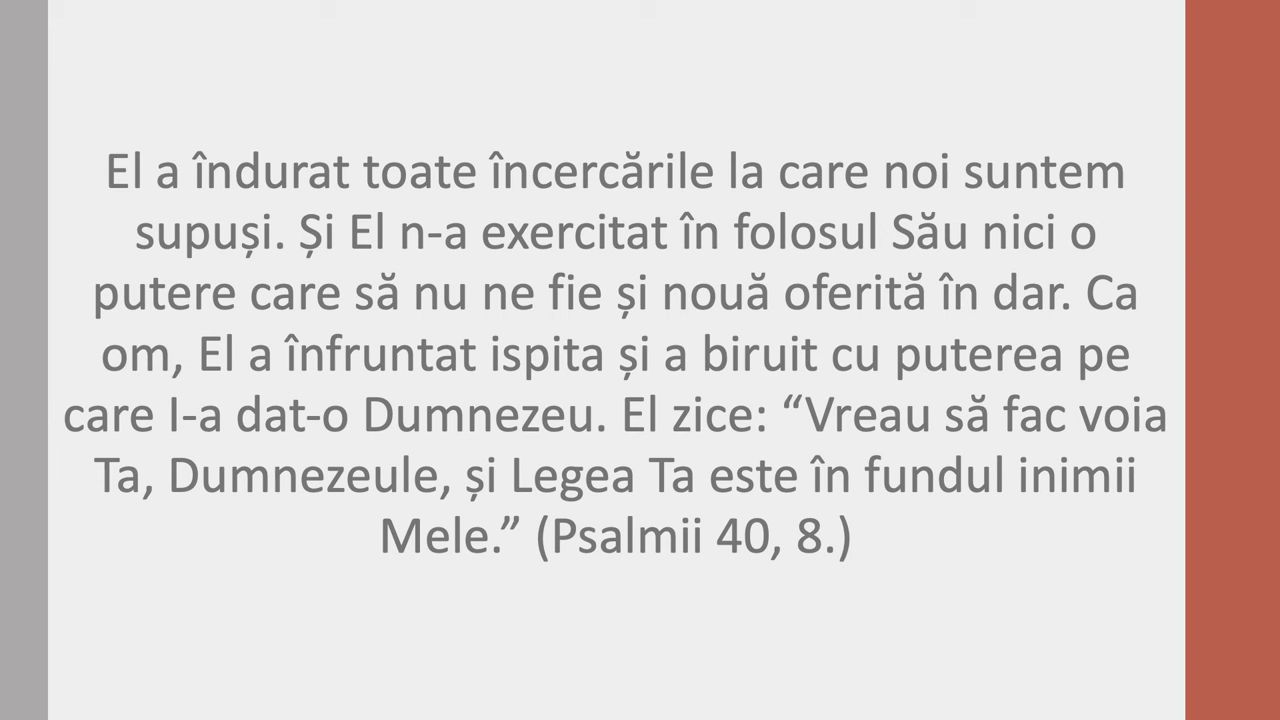 El a îndurat toate încercările la care noi suntem
supuși. Și El n-a exercitat în folosul Său nici o
putere care să nu ne fie și nouă oferită în dar. Ca
om, El a înfruntat ispita și a biruit cu puterea pe
care I-a dat-o Dumnezeu. El zice: “Vreau să fac voia
Ta, Dumnezeule, și Legea Ta este în fundul inimii
Mele.” (Psalmii 40, 8.)